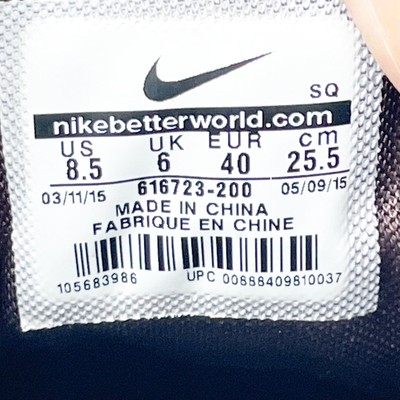 SQ
nikebetterworld.com
US UK EUR cm
8.5 6 40 25.5
03/11/15 616723-200 05/09/15
MADE IN CHINA
FABRIQUE EN CHINE
105683986 UPC 00888409810037